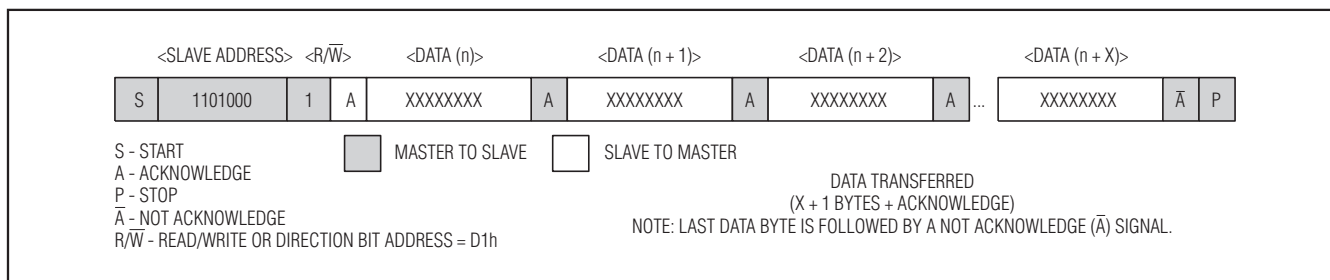 <SLAVE ADDRESS> <R/W̅> <DATA (n)> <DATA (n + 1)> <DATA (n + 2)> <DATA (n + X)>
S 1101000 1 A XXXXXXXX A XXXXXXXX A XXXXXXXX A ... XXXXXXXX A̅ P
S - START
A - ACKNOWLEDGE
P - STOP
A̅ - NOT ACKNOWLEDGE
R/W̅ - READ/WRITE OR DIRECTION BIT ADDRESS = D1h
MASTER TO SLAVE
SLAVE TO MASTER
DATA TRANSFERRED
(X + 1 BYTES + ACKNOWLEDGE)
NOTE: LAST DATA BYTE IS FOLLOWED BY A NOT ACKNOWLEDGE (A̅) SIGNAL.